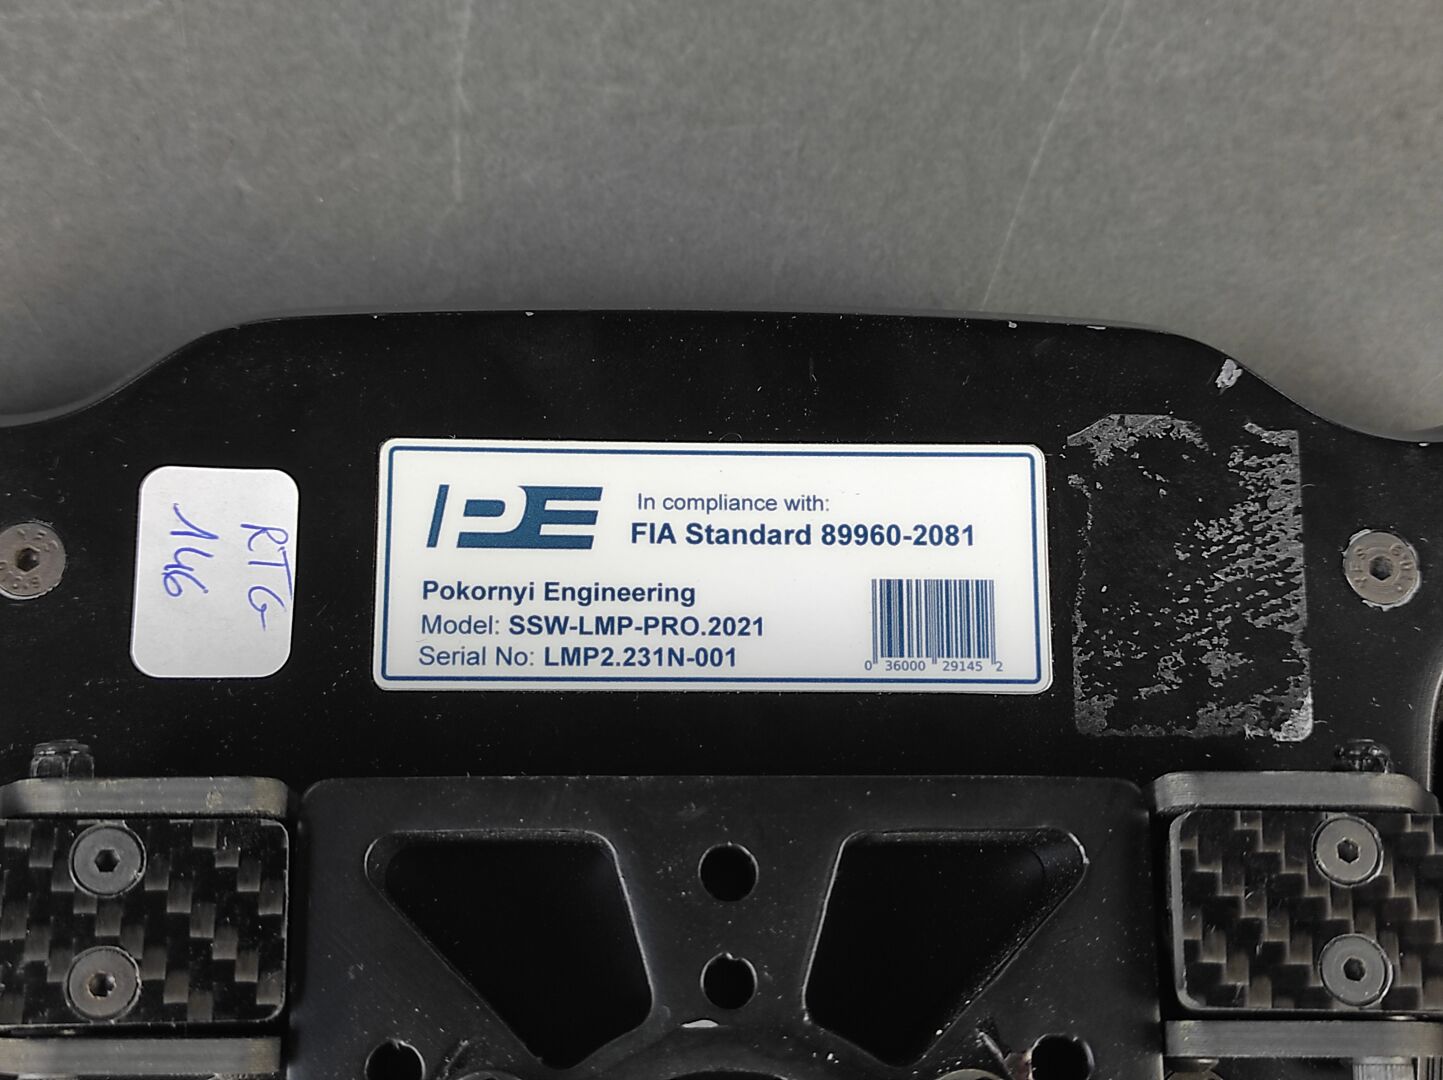 RTG
146
PE
In compliance with:
FIA Standard 89960-2081
Pokornyi Engineering
Model: SSW-LMP-PRO.2021
Serial No: LMP2.231N-001
0 36000 29145 2